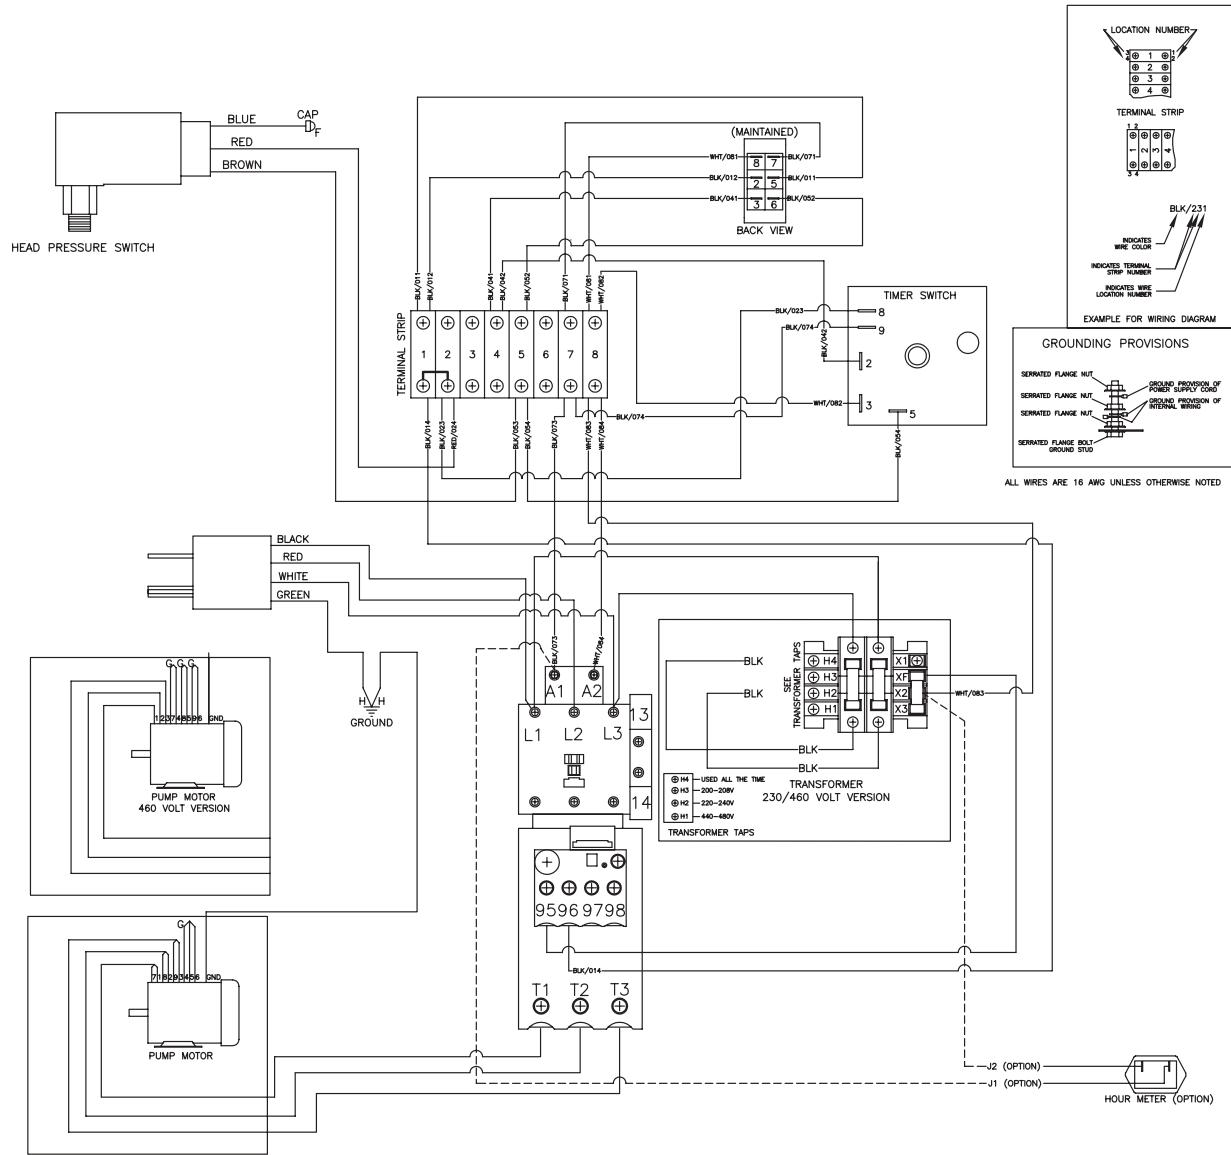 LOCATION NUMBER
3
4
1
2
1
2
3
4
TERMINAL STRIP
1 2
1
2
3
4
3 4
BLK/231
INDICATES
WIRE COLOR
INDICATES TERMINAL
STRIP NUMBER
INDICATES WIRE
LOCATION NUMBER
EXAMPLE FOR WIRING DIAGRAM
GROUNDING PROVISIONS
SERRATED FLANGE NUT
SERRATED FLANGE NUT
SERRATED FLANGE NUT
SERRATED FLANGE BOLT
GROUND STUD
GROUND PROVISION OF
POWER SUPPLY CORD
GROUND PROVISION OF
INTERNAL WIRING
ALL WIRES ARE 16 AWG UNLESS OTHERWISE NOTED
BLUE
CAP
F
RED
BROWN
HEAD PRESSURE SWITCH
(MAINTAINED)
WHT/081
8
7
BLK/071
BLK/012
2
5
BLK/011
BLK/041
3
6
BLK/052
BACK VIEW
BLK/011
BLK/012
BLK/041
BLK/042
BLK/052
BLK/071
WHT/081
WHT/082
TERMINAL STRIP
1
2
3
4
5
6
7
8
BLK/014
BLK/023
RED/024
BLK/053
BLK/054
BLK/073
BLK/074
WHT/083
WHT/084
TIMER SWITCH
BLK/023
8
BLK/074
9
BLK/042
2
WHT/082
3
5
BLK/054
BLACK
RED
WHITE
GREEN
H
H
GROUND
BLK/073
WHT/084
A1
A2
L1
L2
L3
13
14
95
96
97
98
BLK/014
T1
T2
T3
BLK
BLK
BLK
BLK
SEE
TRANSFORMER TAPS
H4
H3
H2
H1
X1
XF
X2
X3
WHT/083
TRANSFORMER
230/460 VOLT VERSION
H4 USED ALL THE TIME
H3 200-208V
H2 220-240V
H1 440-480V
TRANSFORMER TAPS
G G G
1 2 3 7 4 8 5 9 6 GND
PUMP MOTOR
460 VOLT VERSION
G
7 1 8 2 9 3 4 5 6 GND
PUMP MOTOR
J2 (OPTION)
J1 (OPTION)
HOUR METER (OPTION)